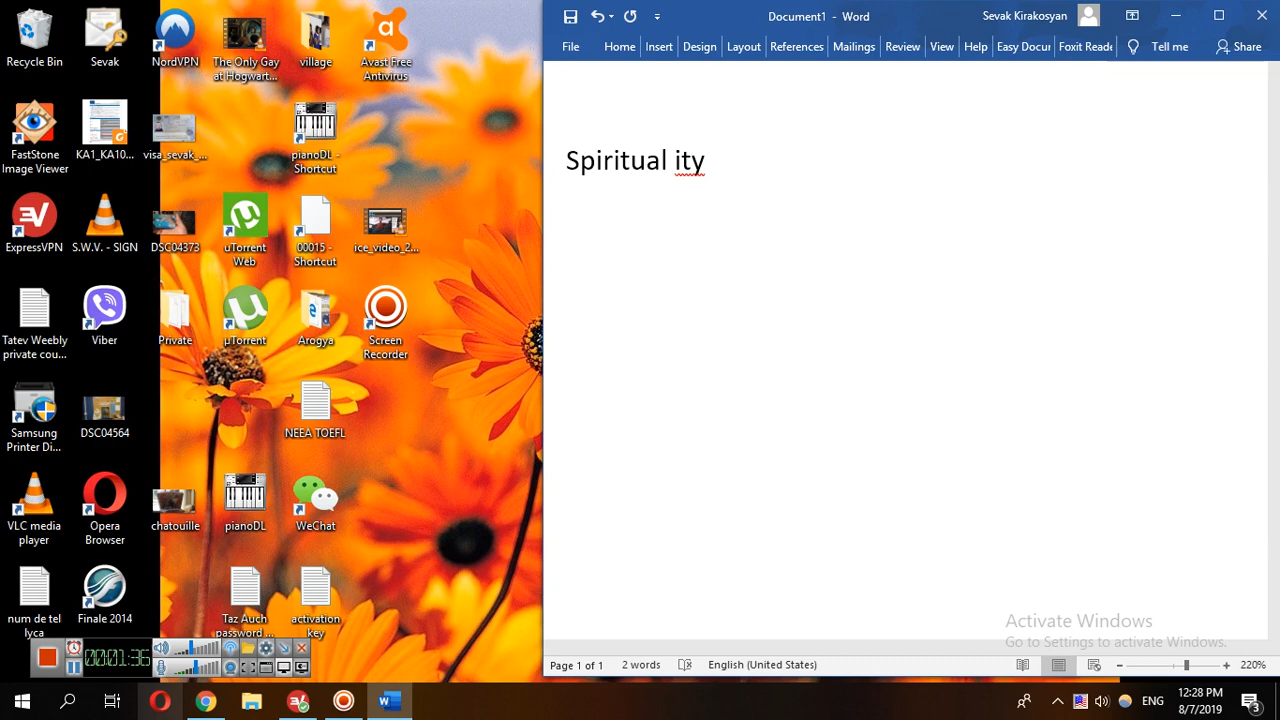 Document1 - Word
Sevak Kirakosyan
File Home Insert Design Layout References Mailings Review View Help Easy Docur Foxit Read Tell me Share
Spiritual ity
Recycle Bin
Sevak
NordVPN
The Only Gay
at Hogwart...
village
Avast Free
Antivirus
FastStone
Image Viewer
KA1_KA10...
visa_sevak_...
pianoDL -
Shortcut
ExpressVPN
S.W.V. - SIGN
DSC04373
uTorrent
Web
00015 -
Shortcut
ice_video_2...
Tatev Weebly
private cou...
Viber
Private
µTorrent
Arogya
Screen
Recorder
Samsung
Printer Di...
DSC04564
NEEA TOEFL
VLC media
player
Opera
Browser
chatouille
pianoDL
WeChat
num de tel
lyca
Finale 2014
Taz Auch
password ...
activation
key
00:01:36
Activate Windows
Go to Settings to activate Windows.
Page 1 of 1 2 words English (United States) 220%
ENG
12:28 PM
8/7/2019
3